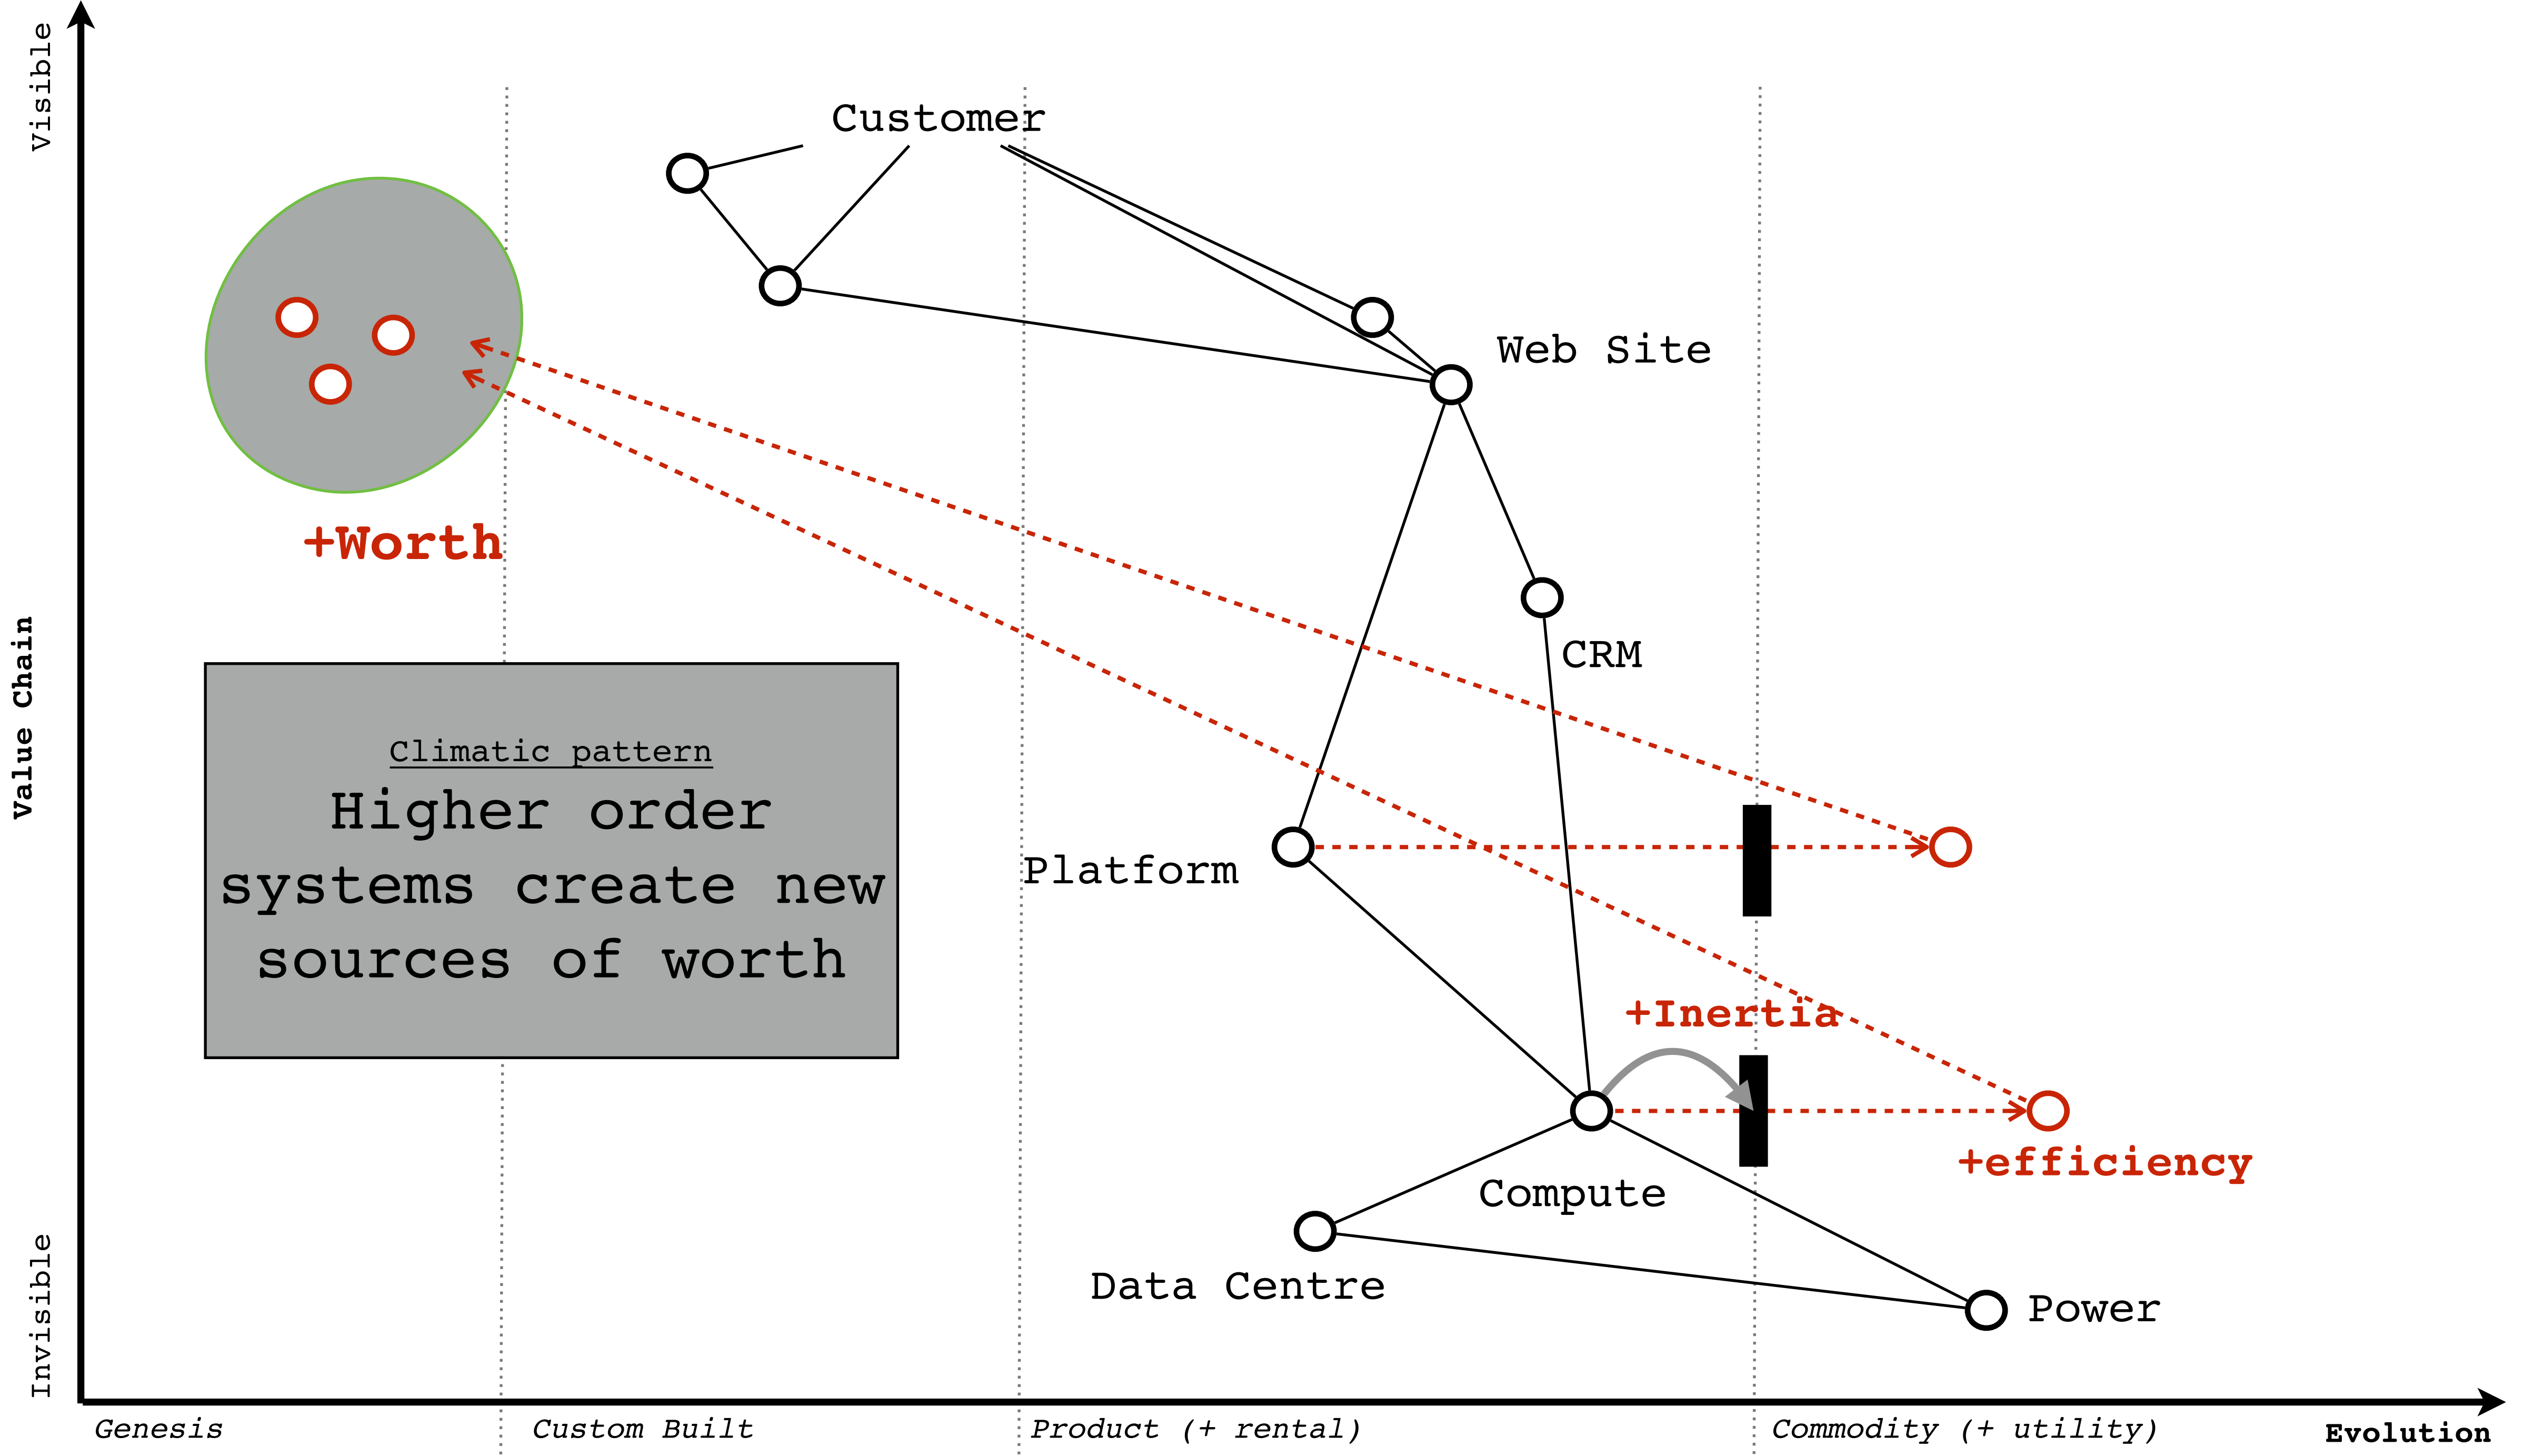 Visible
Customer
Web Site
+Worth
Value Chain
CRM
Climatic pattern
Higher order
systems create new
sources of worth
Platform
+Inertia
+efficiency
Compute
Data Centre
Power
Invisible
Genesis
Custom Built
Product (+ rental)
Commodity (+ utility)
Evolution